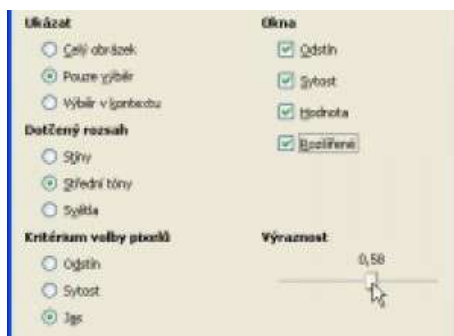 Ukázat
Celý obrázek
Pouze výběr
Výběr v kontextu
Dotčený rozsah
Stíny
Střední tóny
Světla
Kritérium volby pixelů
Odstín
Sytost
Jas
Okna
Odstín
Sytost
Hodnota
Rozšířené
Výraznost
0,58